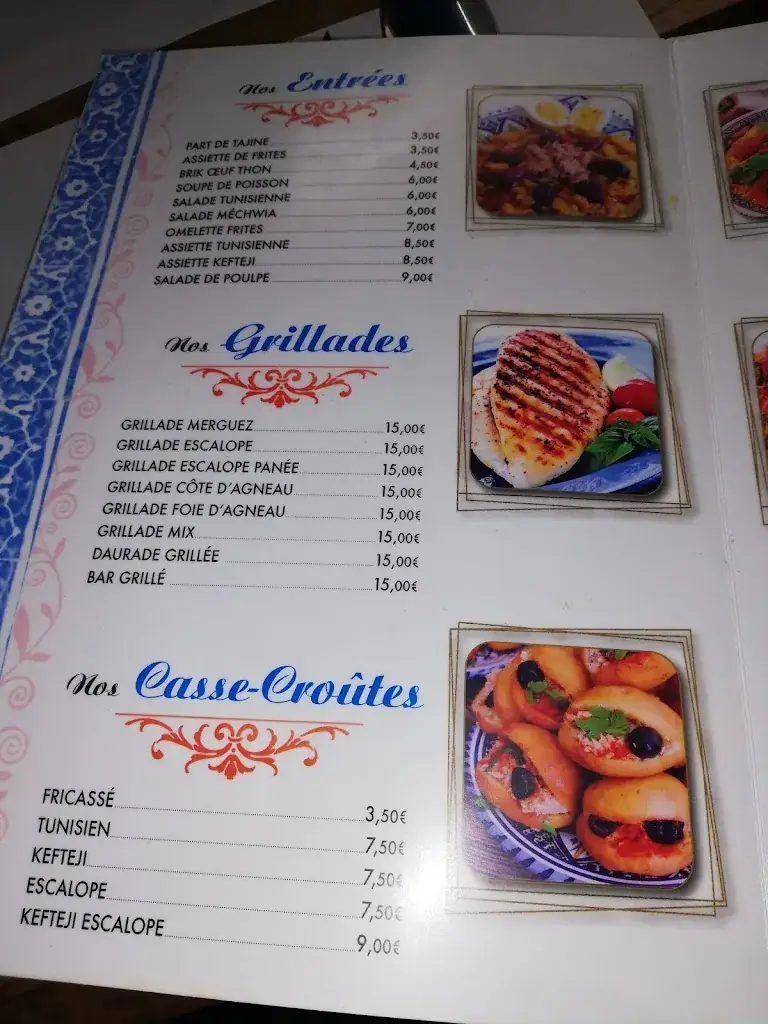 Nos Entrées
PART DE TAJINE 3,50€
ASSIETTE DE FRITES 3,50€
BRIK ŒUF THON 4,50€
SOUPE DE POISSON 6,00€
SALADE TUNISIENNE 6,00€
SALADE MÉCHWIA 6,00€
OMELETTE FRITES 7,00€
ASSIETTE TUNISIENNE 8,50€
ASSIETTE KEFTEJI 8,50€
SALADE DE POULPE 9,00€
Nos Grillades
GRILLADE MERGUEZ 15,00€
GRILLADE ESCALOPE 15,00€
GRILLADE ESCALOPE PANÉE 15,00€
GRILLADE CÔTE D'AGNEAU 15,00€
GRILLADE FOIE D'AGNEAU 15,00€
GRILLADE MIX 15,00€
DAURADE GRILLÉE 15,00€
BAR GRILLÉ 15,00€
Nos Casse-Croûtes
FRICASSÉ 3,50€
TUNISIEN 7,50€
KEFTEJI 7,50€
ESCALOPE 7,50€
KEFTEJI ESCALOPE 9,00€